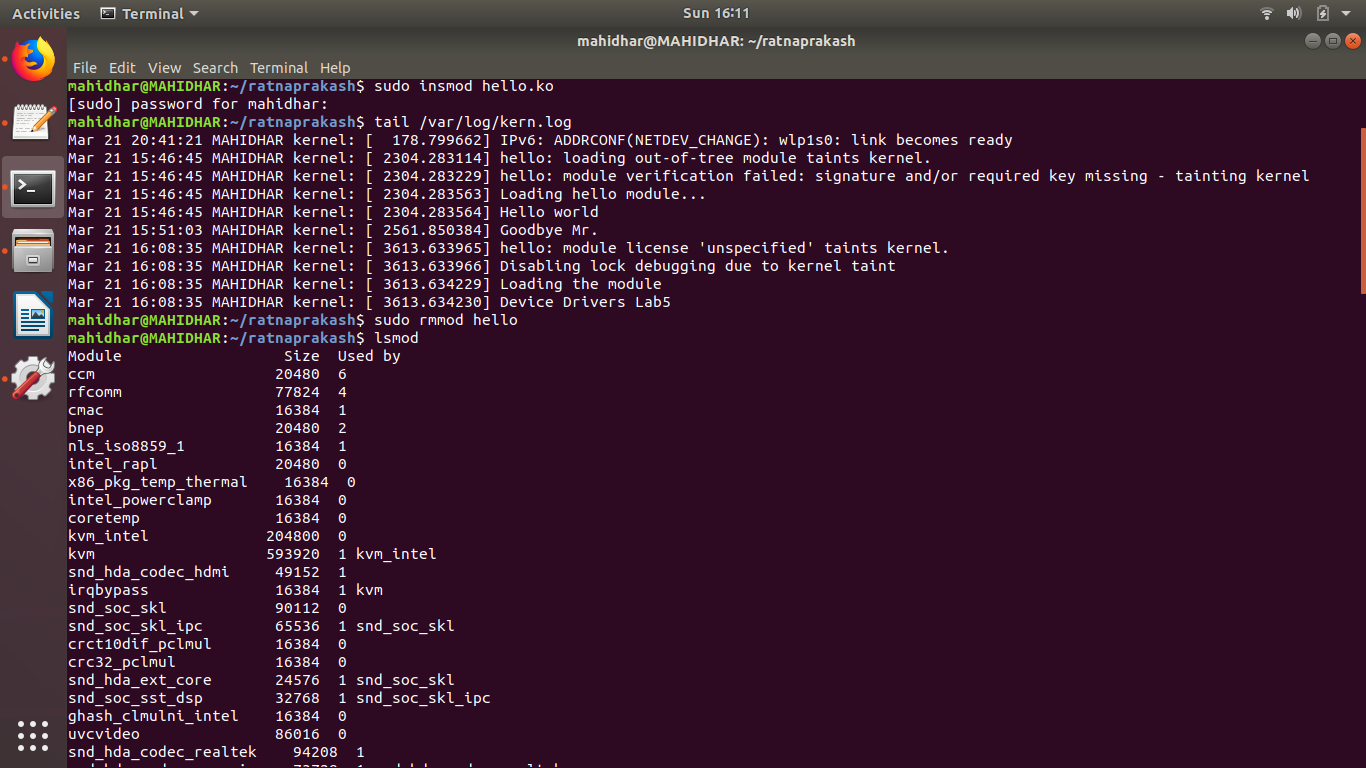 Activities Terminal Sun 16:11
mahidhar@MAHIDHAR: ~/ratnaprakash
File Edit View Search Terminal Help
mahidhar@MAHIDHAR:~/ratnaprakash$ sudo insmod hello.ko
[sudo] password for mahidhar:
mahidhar@MAHIDHAR:~/ratnaprakash$ tail /var/log/kern.log
Mar 21 20:41:21 MAHIDHAR kernel: [  178.799662] IPv6: ADDRCONF(NETDEV_CHANGE): wlp1s0: link becomes ready
Mar 21 15:46:45 MAHIDHAR kernel: [ 2304.283114] hello: loading out-of-tree module taints kernel.
Mar 21 15:46:45 MAHIDHAR kernel: [ 2304.283229] hello: module verification failed: signature and/or required key missing - tainting kernel
Mar 21 15:46:45 MAHIDHAR kernel: [ 2304.283563] Loading hello module...
Mar 21 15:46:45 MAHIDHAR kernel: [ 2304.283564] Hello world
Mar 21 15:51:03 MAHIDHAR kernel: [ 2561.850384] Goodbye Mr.
Mar 21 16:08:35 MAHIDHAR kernel: [ 3613.633965] hello: module license 'unspecified' taints kernel.
Mar 21 16:08:35 MAHIDHAR kernel: [ 3613.633966] Disabling lock debugging due to kernel taint
Mar 21 16:08:35 MAHIDHAR kernel: [ 3613.634229] Loading the module
Mar 21 16:08:35 MAHIDHAR kernel: [ 3613.634230] Device Drivers Lab5
mahidhar@MAHIDHAR:~/ratnaprakash$ sudo rmmod hello
mahidhar@MAHIDHAR:~/ratnaprakash$ lsmod
Module                  Size  Used by
ccm                    20480  6
rfcomm                 77824  4
cmac                   16384  1
bnep                   20480  2
nls_iso8859_1          16384  1
intel_rapl             20480  0
x86_pkg_temp_thermal    16384  0
intel_powerclamp       16384  0
coretemp               16384  0
kvm_intel             204800  0
kvm                   593920  1 kvm_intel
snd_hda_codec_hdmi     49152  1
irqbypass              16384  1 kvm
snd_soc_skl            90112  0
snd_soc_skl_ipc        65536  1 snd_soc_skl
crct10dif_pclmul       16384  0
crc32_pclmul           16384  0
snd_hda_ext_core       24576  1 snd_soc_skl
snd_soc_sst_dsp        32768  1 snd_soc_skl_ipc
ghash_clmulni_intel    16384  0
uvcvideo               86016  0
snd_hda_codec_realtek    94208  1